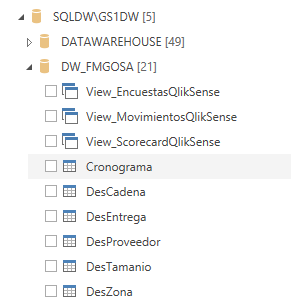 SQLDW\GS1DW [5]
DATAWAREHOUSE [49]
DW_FMGOSA [21]
View_EncuestasQlikSense
View_MovimientosQlikSense
View_ScorecardQlikSense
Cronograma
DesCadena
DesEntrega
DesProveedor
DesTamanio
DesZona